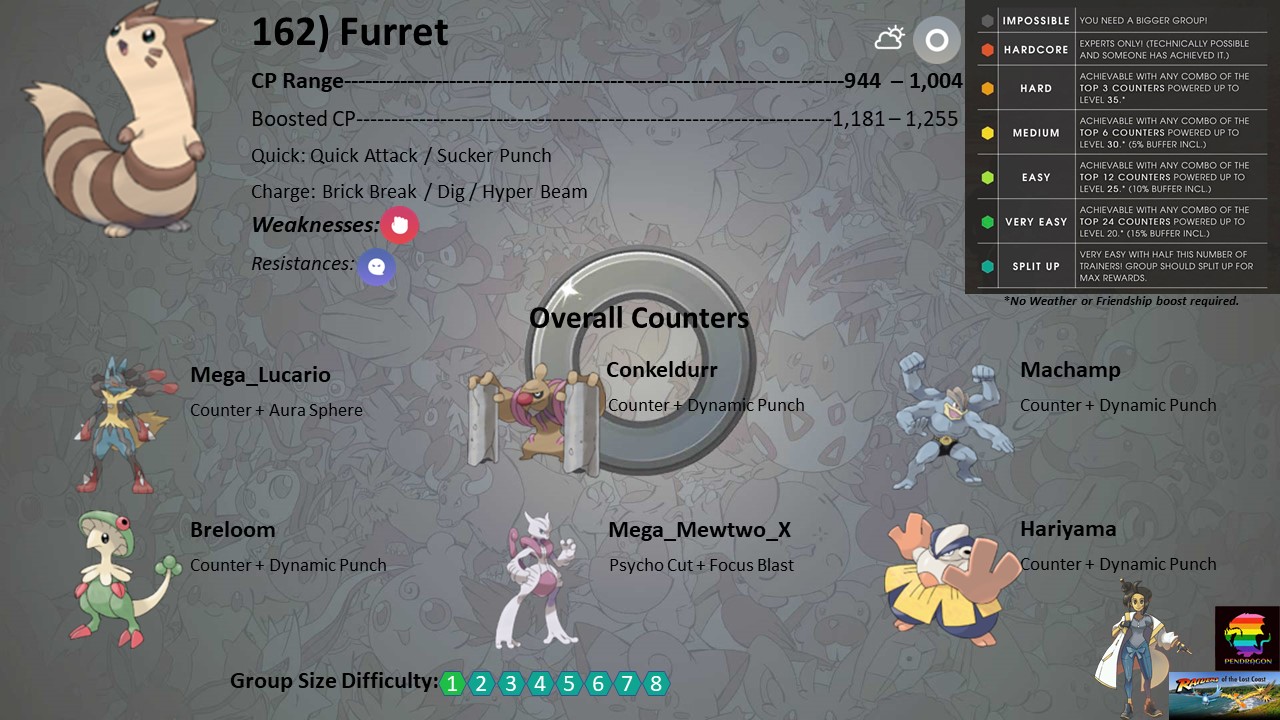 162) Furret
CP Range--------------------------------------------------------------------------944 – 1,004
Boosted CP----------------------------------------------------------------------1,181 – 1,255
Quick: Quick Attack / Sucker Punch
Charge: Brick Break / Dig / Hyper Beam
Weaknesses:
Resistances:
IMPOSSIBLE YOU NEED A BIGGER GROUP!
HARDCORE EXPERTS ONLY! (TECHNICALLY POSSIBLE
AND SOMEONE HAS ACHIEVED IT.)
HARD ACHIEVABLE WITH ANY COMBO OF THE
TOP 3 COUNTERS POWERED UP TO
LEVEL 35.*
MEDIUM ACHIEVABLE WITH ANY COMBO OF THE
TOP 6 COUNTERS POWERED UP TO
LEVEL 30.* (5% BUFFER INCL.)
EASY ACHIEVABLE WITH ANY COMBO OF THE
TOP 12 COUNTERS POWERED UP TO
LEVEL 25.* (10% BUFFER INCL.)
VERY EASY ACHIEVABLE WITH ANY COMBO OF THE
TOP 24 COUNTERS POWERED UP TO
LEVEL 20.* (15% BUFFER INCL.)
SPLIT UP VERY EASY WITH HALF THIS NUMBER OF
TRAINERS! GROUP SHOULD SPLIT UP FOR
MAX REWARDS.
*No Weather or Friendship boost required.
Overall Counters
Mega_Lucario
Counter + Aura Sphere
Conkeldurr
Counter + Dynamic Punch
Machamp
Counter + Dynamic Punch
Breloom
Counter + Dynamic Punch
Mega_Mewtwo_X
Psycho Cut + Focus Blast
Hariyama
Counter + Dynamic Punch
Group Size Difficulty: 1 2 3 4 5 6 7 8
PENDRAGON
RAIDERS of the Lost Coast